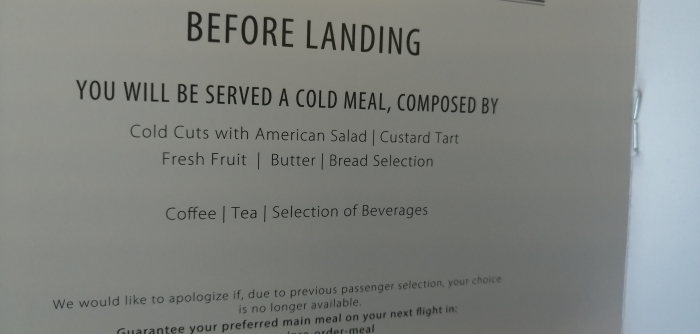 BEFORE LANDING
YOU WILL BE SERVED A COLD MEAL, COMPOSED BY
Cold Cuts with American Salad | Custard Tart
Fresh Fruit | Butter | Bread Selection
Coffee | Tea | Selection of Beverages
We would like to apologize if, due to previous passenger selection, your choice
is no longer available.
Guarantee your preferred main meal on your next flight in:
order-meal